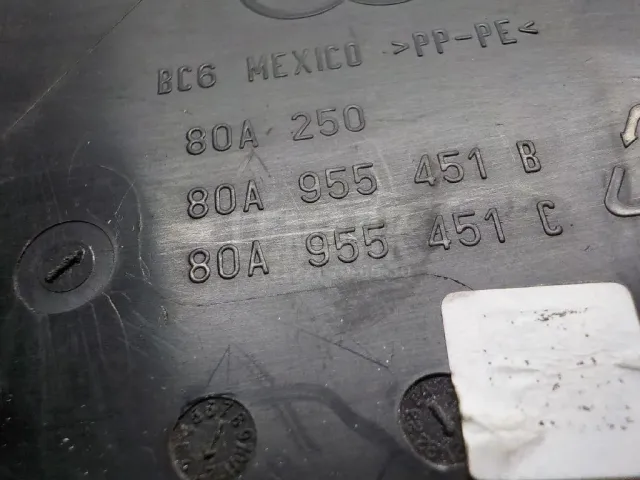 BC6 MEXICO >PP-PE<
80A 250
80A 955 451 B
80A 955 451 C